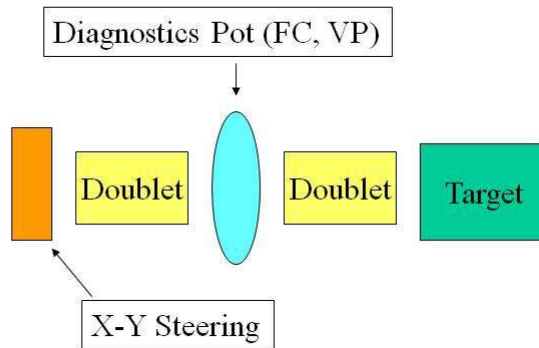 Diagnostics Pot (FC, VP)
Doublet
Doublet
Target
X-Y Steering